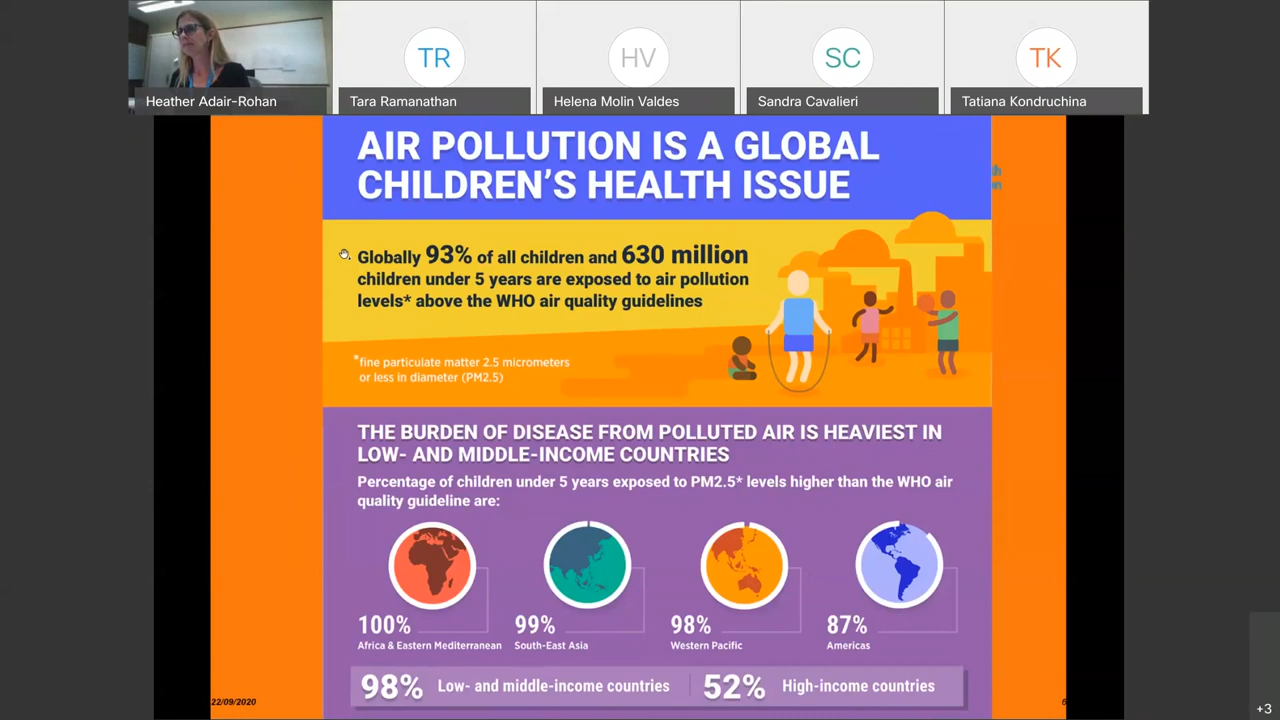 TR
HV
SC
TK
Heather Adair-Rohan
Tara Ramanathan
Helena Molin Valdes
Sandra Cavalieri
Tatiana Kondruchina
AIR POLLUTION IS A GLOBAL
CHILDREN'S HEALTH ISSUE
Globally 93% of all children and 630 million
children under 5 years are exposed to air pollution
levels* above the WHO air quality guidelines
*fine particulate matter 2.5 micrometers
or less in diameter (PM2.5)
THE BURDEN OF DISEASE FROM POLLUTED AIR IS HEAVIEST IN
LOW- AND MIDDLE-INCOME COUNTRIES
Percentage of children under 5 years exposed to PM2.5* levels higher than the WHO air
quality guideline are:
100%
Africa & Eastern Mediterranean
99%
South-East Asia
98%
Western Pacific
87%
Americas
98% Low- and middle-income countries
52% High-income countries
22/09/2020
+3